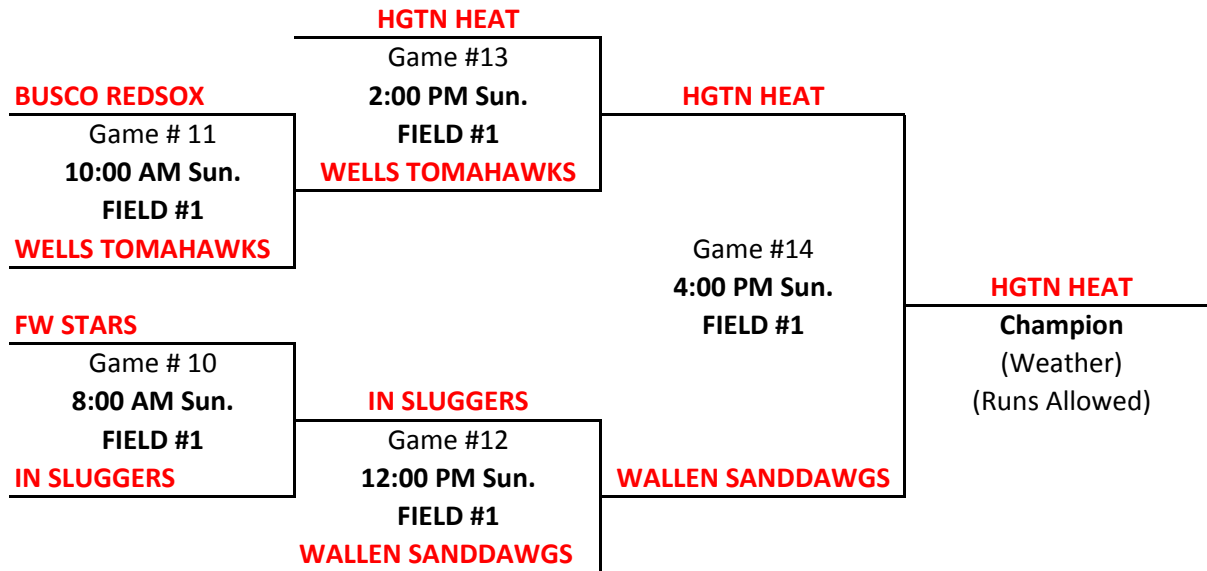 HGTN HEAT
Game #13
2:00 PM Sun.
FIELD #1
WELLS TOMAHAWKS
BUSCO REDSOX
Game # 11
10:00 AM Sun.
FIELD #1
WELLS TOMAHAWKS
HGTN HEAT
Game #14
4:00 PM Sun.
FIELD #1
WALLEN SANDDAWGS
FW STARS
Game # 10
8:00 AM Sun.
FIELD #1
IN SLUGGERS
IN SLUGGERS
Game #12
12:00 PM Sun.
FIELD #1
WALLEN SANDDAWGS
HGTN HEAT
Champion
(Weather)
(Runs Allowed)